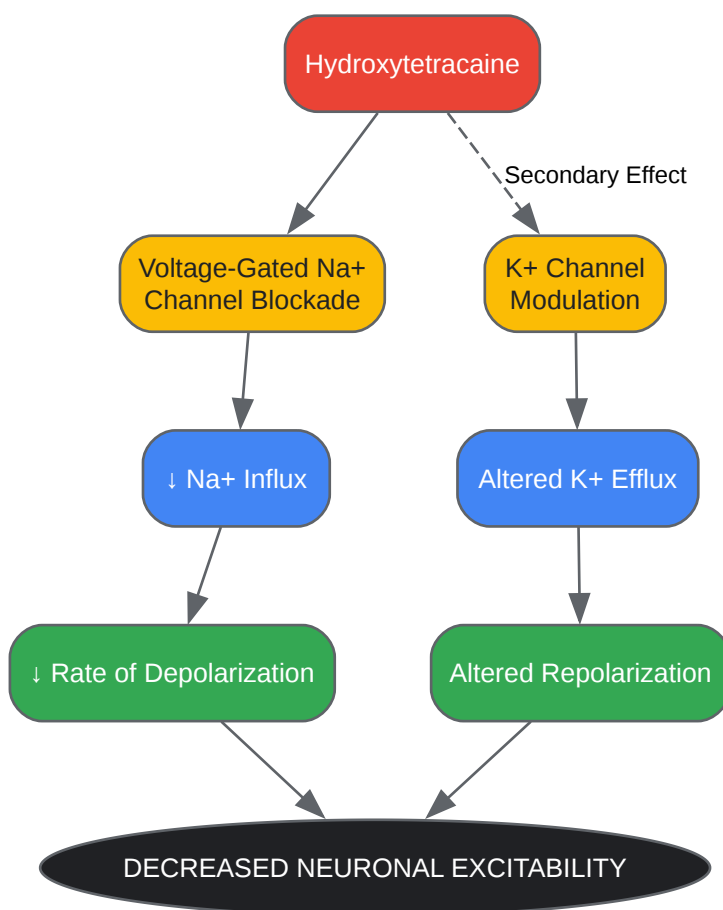 Hydroxytetracaine
Secondary Effect
Voltage-Gated Na+
Channel Blockade
K+ Channel
Modulation
↓ Na+ Influx
Altered K+ Efflux
↓ Rate of Depolarization
Altered Repolarization
DECREASED NEURONAL EXCITABILITY